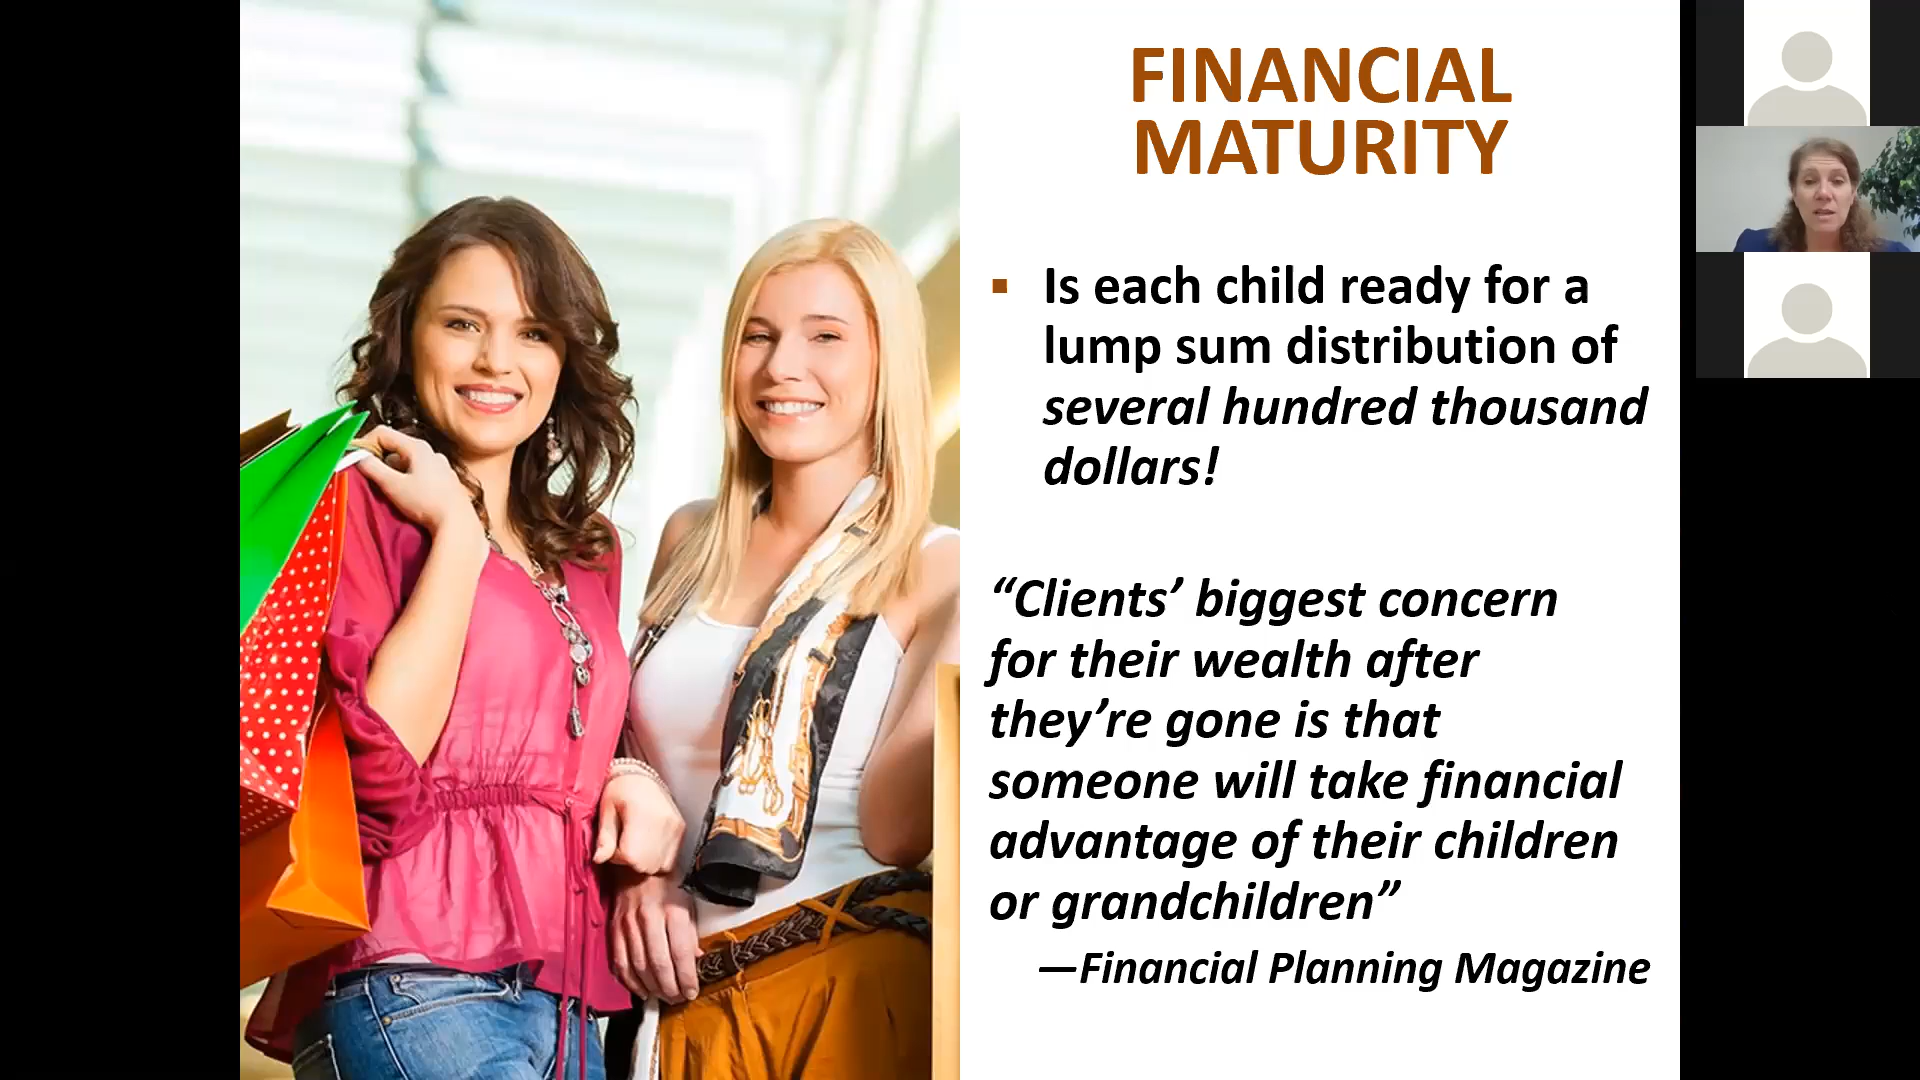 FINANCIAL
MATURITY
▪ Is each child ready for a
lump sum distribution of
several hundred thousand
dollars!
“Clients’ biggest concern
for their wealth after
they’re gone is that
someone will take financial
advantage of their children
or grandchildren”
—Financial Planning Magazine